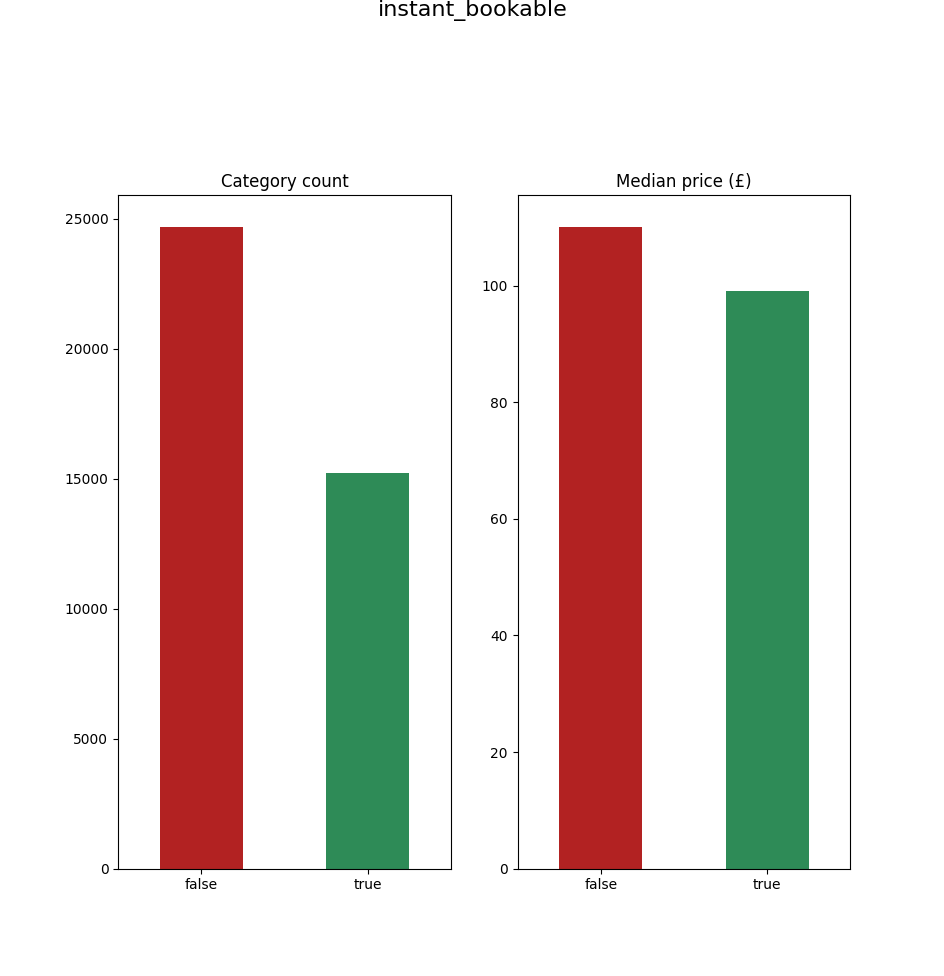 instant_bookable
Category count
25000
20000
15000
10000
5000
0
false true
Median price (£)
100
80
60
40
20
0
false true